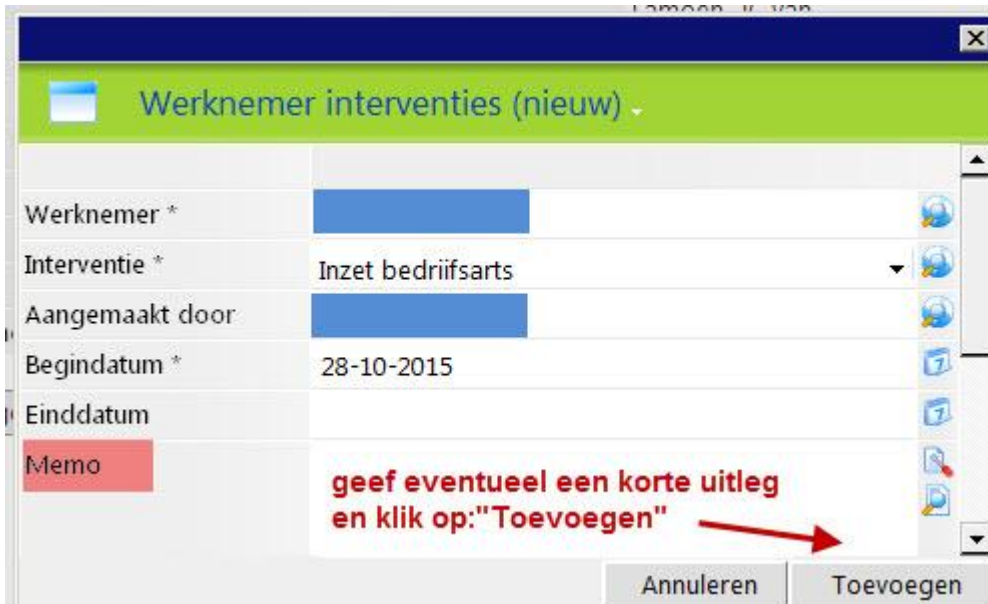 Werknemer interventies (nieuw)
Werknemer *
Interventie * Inzet bedriifsarts
Aangemaakt door
Begindatum * 28-10-2015
Einddatum
Memo
geef eventueel een korte uitleg
en klik op:"Toevoegen"
Annuleren Toevoegen